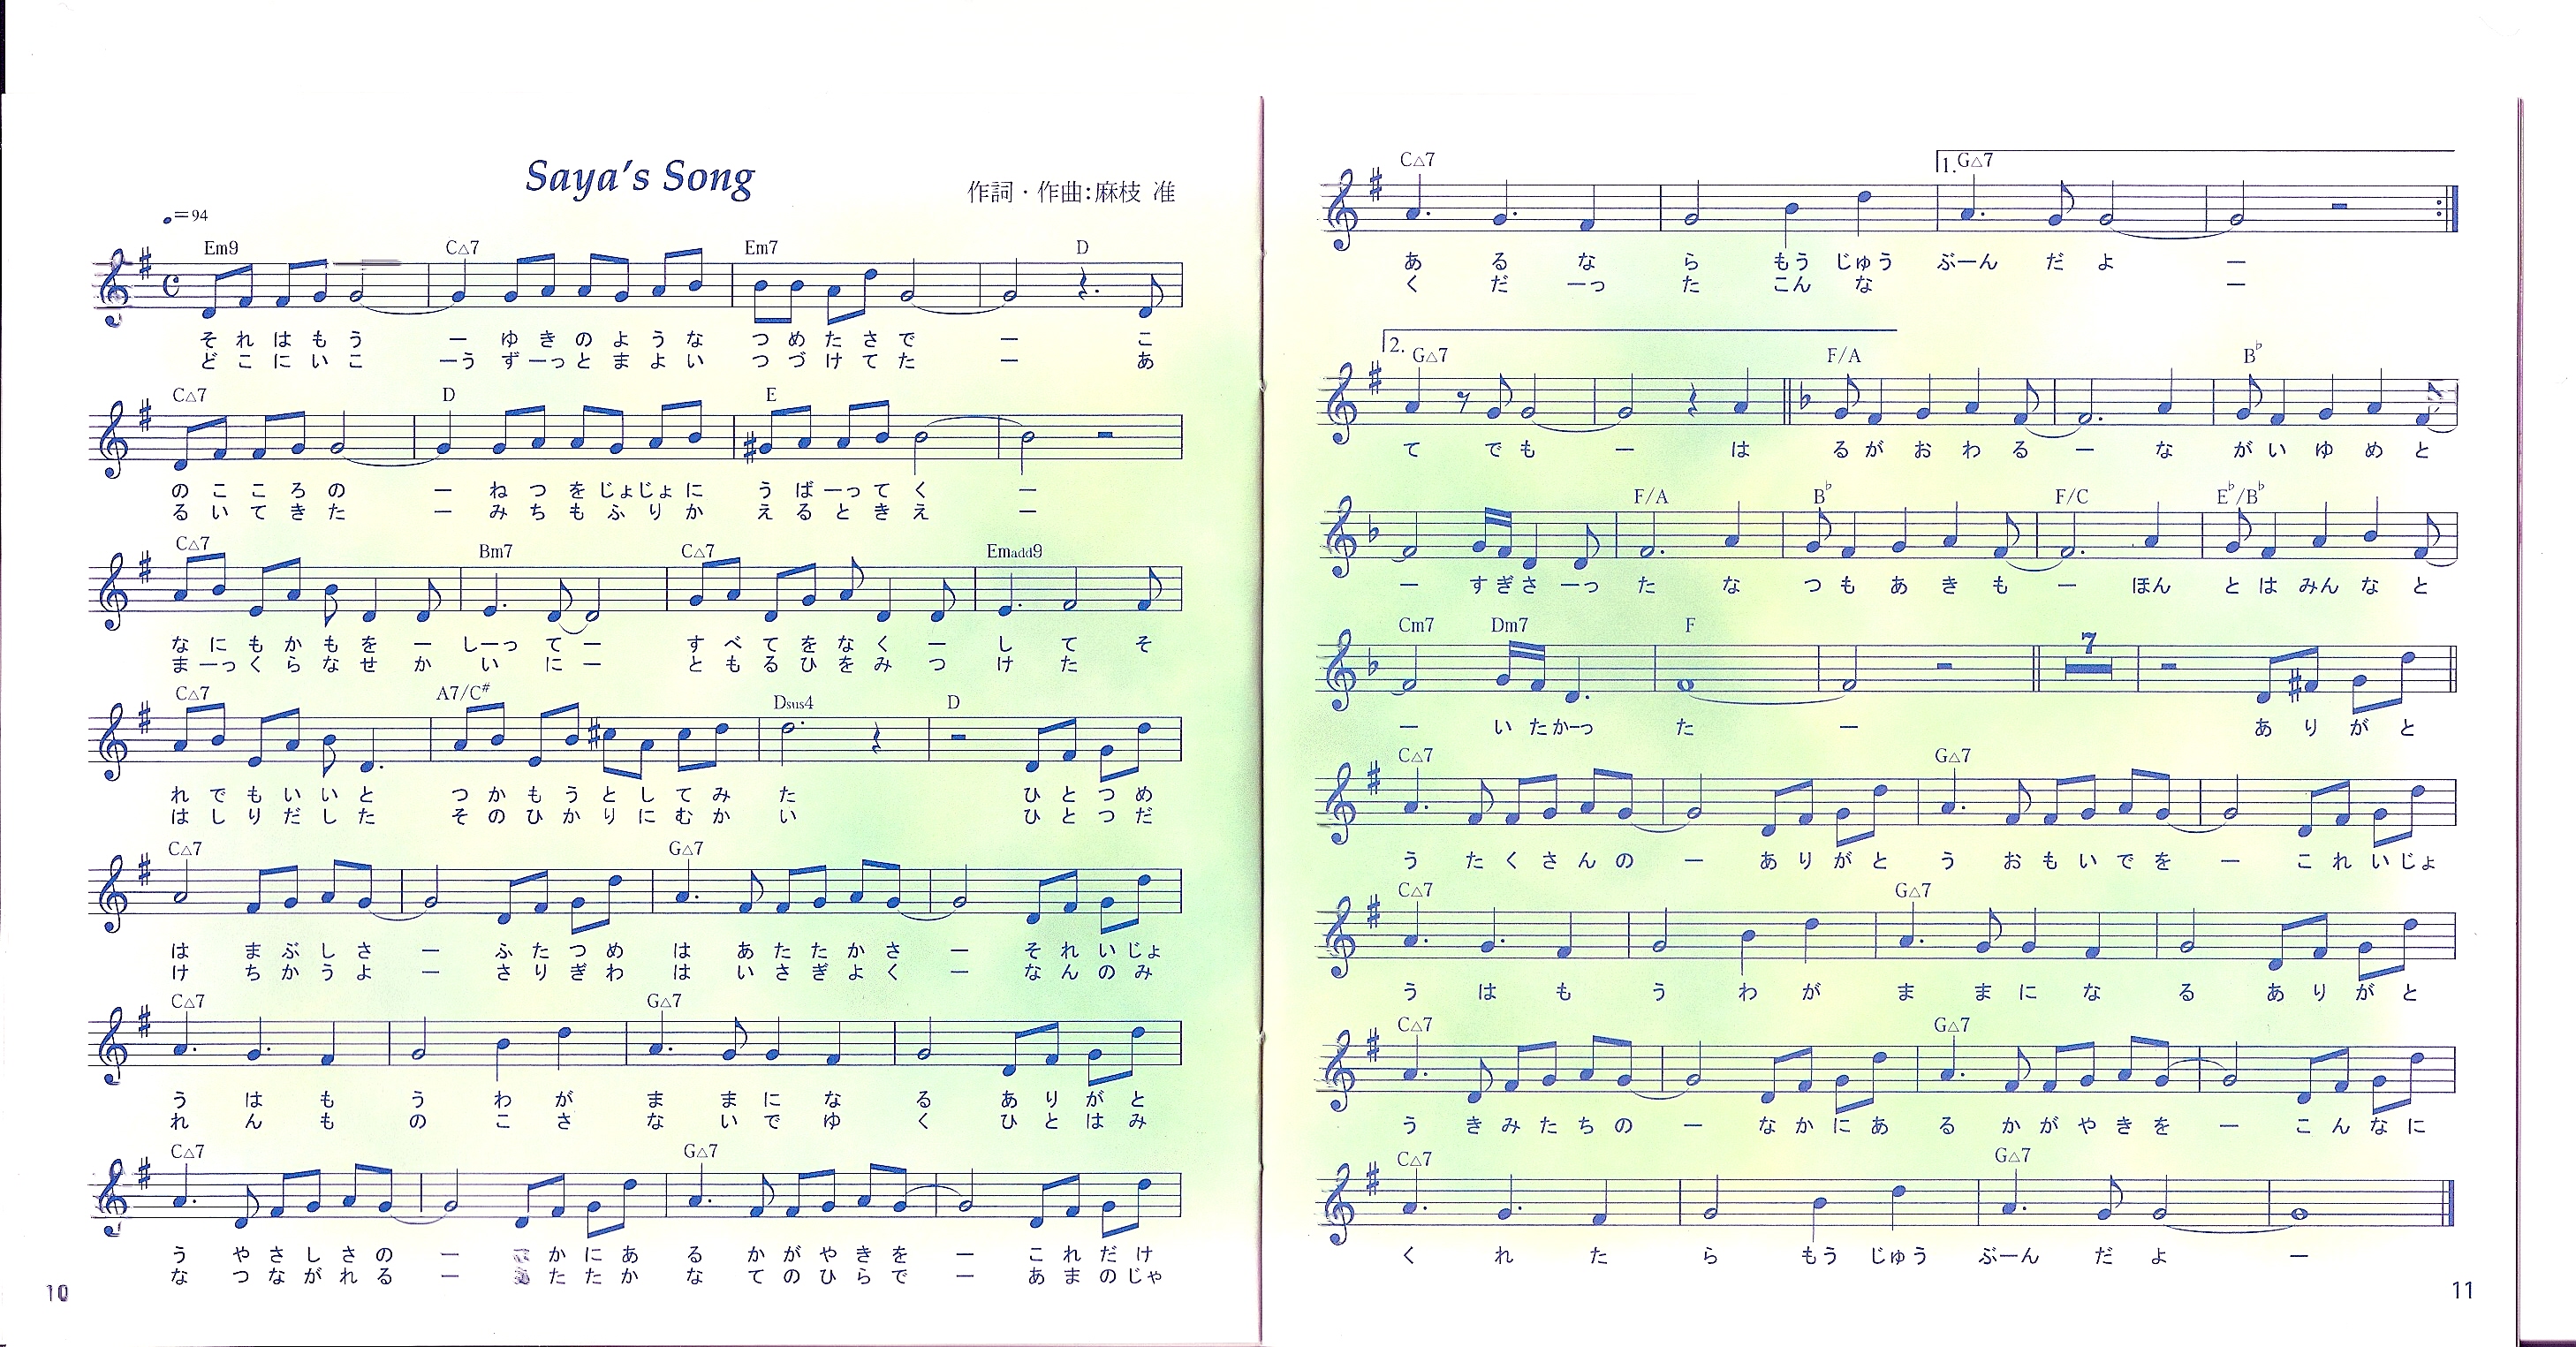 Saya's Song
作詞・作曲:麻枝 准
=94
Em9 C△7 Em7 D
そ れ は も う ー ゆ き の よ う な つ め た さ で ー こ
ど こ に い こ ーう ず ーっ と ま よ い つ づ け て た ー あ
C△7 D E
の こ こ ろ の ー ね つ を じょ じょ に う ば ーっ て く ー
る い て き た ー み ち も ふ り か え る と き え ー
C△7 Bm7 C△7 Emadd9
な に も か も を ー しーっ て ー す べ て を な く ー し て そ
ま ーっ く ら な せ か い に ー と も る ひ を み つ け た
C△7 A7/C# Dsus4 D
れ で も い い と つ か も う と し て み た ひ と つ め
は し り だ し た そ の ひ か り に む か い ひ と つ だ
C△7 G△7
は ま ぶ し さ ー ふ た つ め は あ た た か さ ー そ れ い じょ
け ち か う よ ー さ り ぎ わ は い さ ぎ よ く ー な ん の み
C△7 G△7
う は も う わ が ま ま に な る あ り が と
れ ん も の こ さ な い で ゆ く ひ と は み
C△7 G△7
う や さ し さ の ー か に あ る か が や き を ー こ れ だ け
な つ な が れ る ー た た か な て の ひ ら で ー あ ま の じゃ
10
C△7 1. G△7
あ る な ら もう じゅう ぶーん だ よ ー
く だ ーっ た こん な ー
2. G△7 F/A B♭
て で も ー は る が お わ る ー な が い ゆ め と
F/A B♭ F/C E♭/B♭
ー す ぎ さ ーっ た な つ も あ き も ー ほん と は みん な と
Cm7 Dm7 F 7
ー い た かーっ た ー あ り が と
C△7 G△7
う た く さ ん の ー あ り が と う お も い で を ー こ れ い じょ
C△7 G△7
う は も う わ が ま ま に な る あ り が と
C△7 G△7
う き み た ち の ー な か に あ る か が や き を ー こ ん な に
C△7 G△7
く れ た ら もう じゅう ぶーん だ よ ー
11